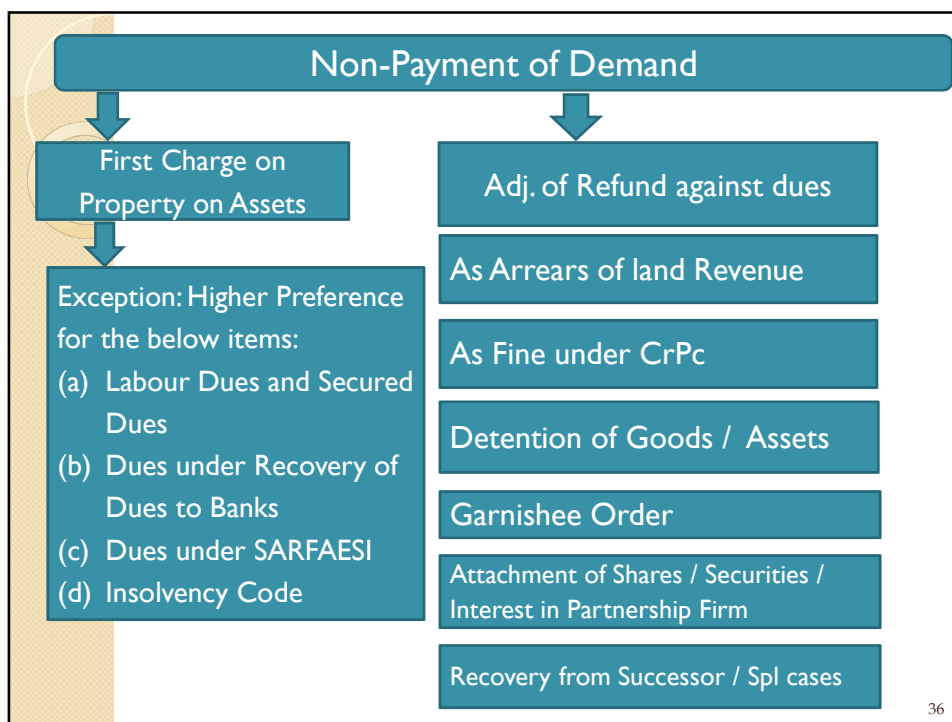 Non-Payment of Demand
First Charge on
Property on Assets
Exception: Higher Preference
for the below items:
(a) Labour Dues and Secured
Dues
(b) Dues under Recovery of
Dues to Banks
(c) Dues under SARFAESI
(d) Insolvency Code
Adj. of Refund against dues
As Arrears of land Revenue
As Fine under CrPc
Detention of Goods / Assets
Garnishee Order
Attachment of Shares / Securities /
Interest in Partnership Firm
Recovery from Successor / Spl cases
36